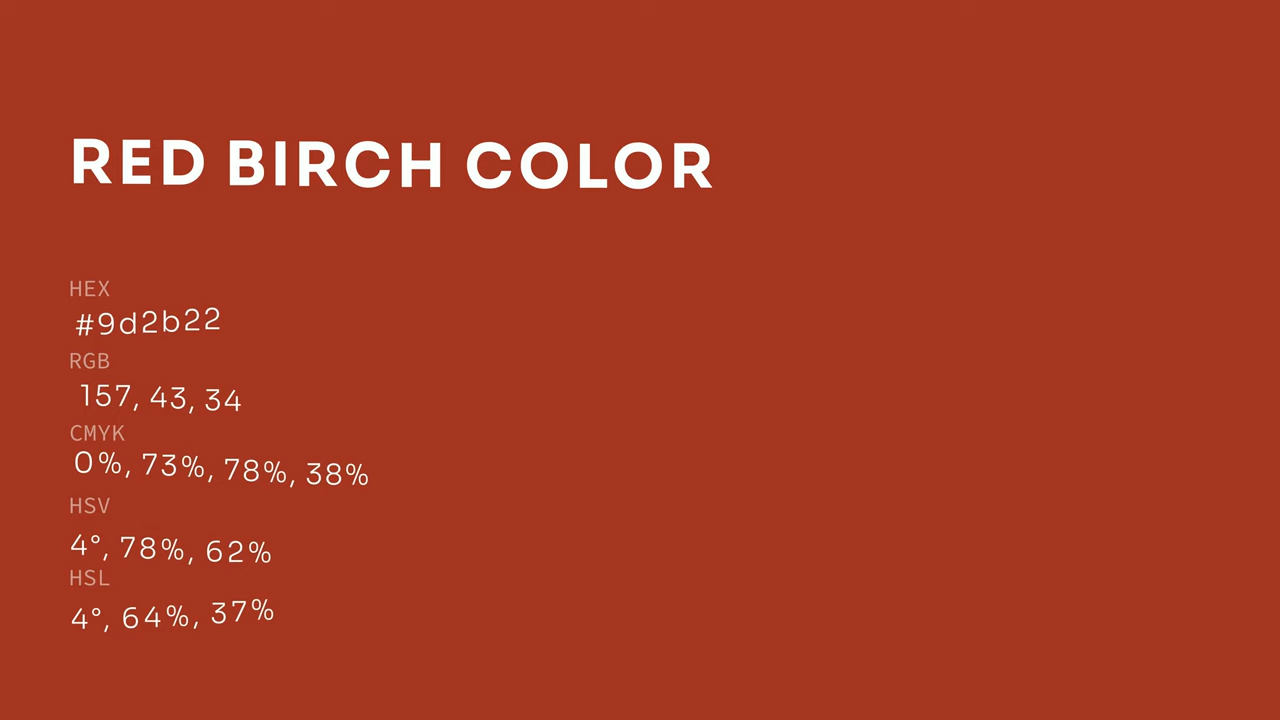 RED BIRCH COLOR
HEX
#9d2b22
RGB
157, 43, 34
CMYK
0%, 73%, 78%, 38%
HSV
4°, 78%, 62%
HSL
4°, 64%, 37%